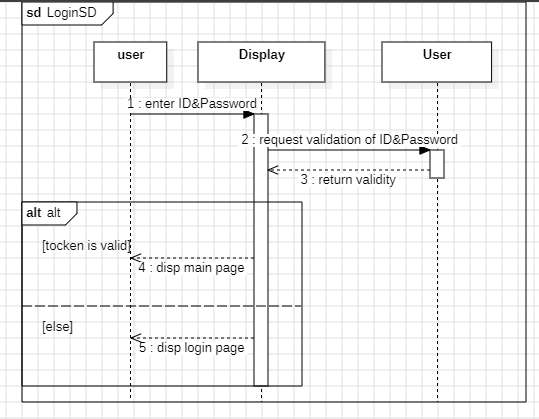 sd LoginSD
user
Display
User
1 : enter ID&Password
2 : request validation of ID&Password
3 : return validity
alt alt
[tocken is valid]
4 : disp main page
[else]
5 : disp login page